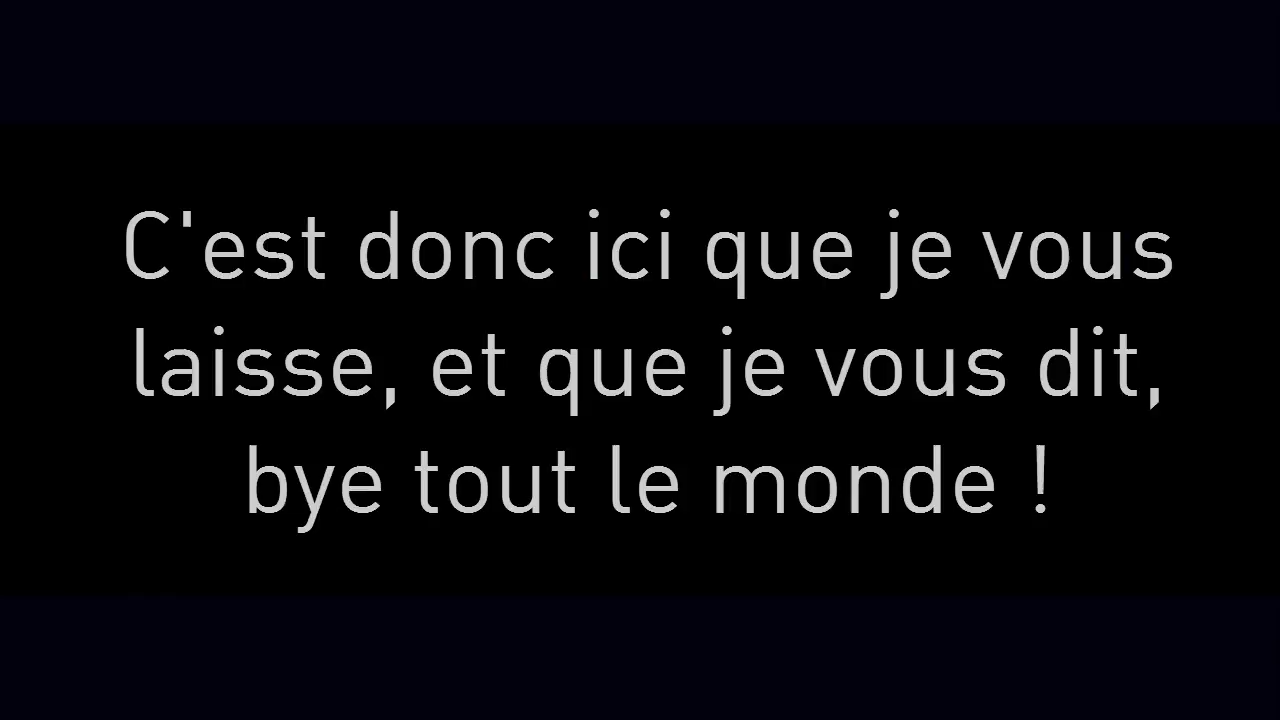 C'est donc ici que je vous
laisse, et que je vous dit,
bye tout le monde !